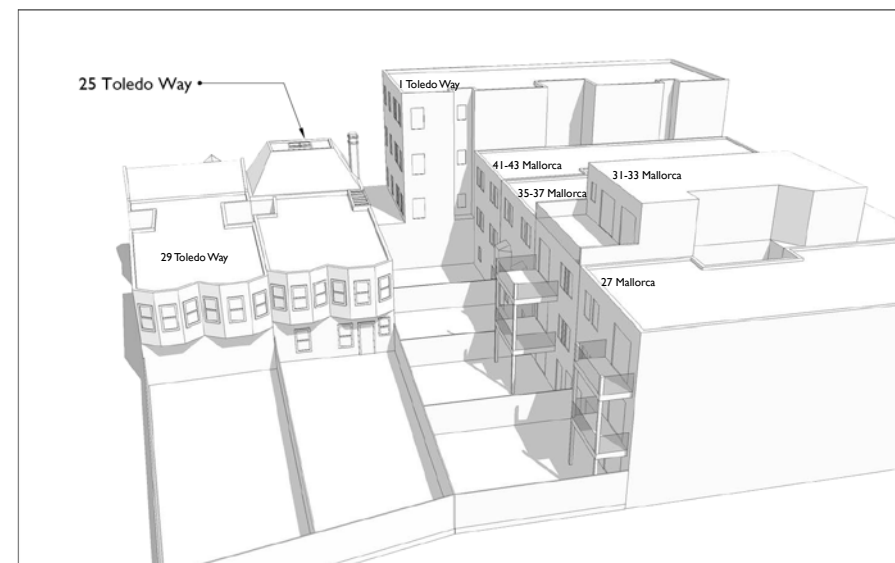 25 Toledo Way
1 Toledo Way
41-43 Mallorca
31-33 Mallorca
35-37 Mallorca
29 Toledo Way
27 Mallorca